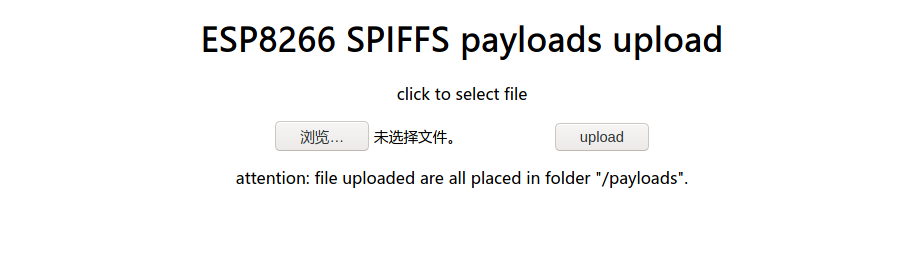 ESP8266 SPIFFS payloads upload
click to select file
浏览… 未选择文件。 upload
attention: file uploaded are all placed in folder "/payloads".